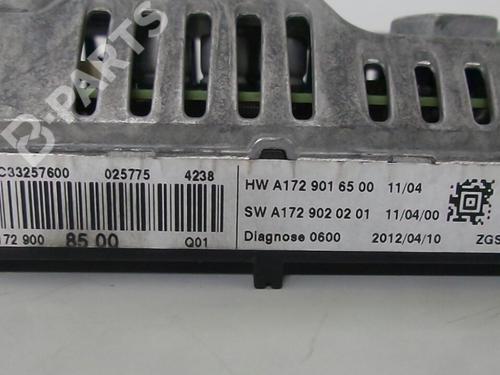 B-PARTS
C33257600 025775 4238
172 900 85 00 Q01
HW A172 901 65 00 11/04
SW A172 902 02 01 11/04/00
Diagnose 0600 2012/04/10 ZGS